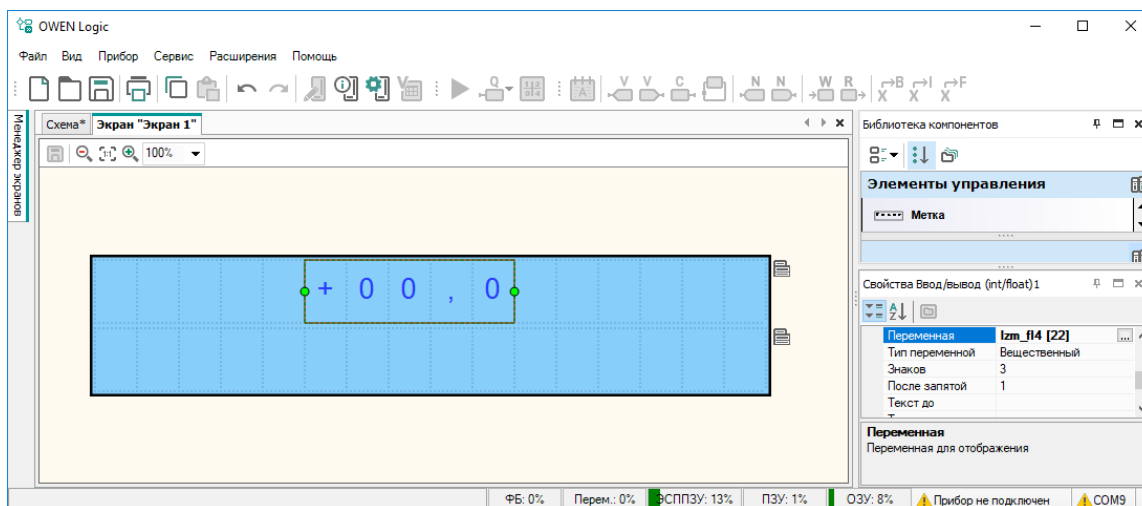 OWEN Logic
Файл Вид Прибор Сервис Расширения Помощь
Менеджер экранов
Схема* Экран "Экран 1"
100%
+ 0 0 , 0
Библиотека компонентов
Элементы управления
Метка
Свойства Ввод/вывод (int/float)1
Переменная Izm_fl4 [22] ...
Тип переменной Вещественный
Знаков 3
После запятой 1
Текст до
Переменная
Переменная для отображения
ФБ: 0% Перем.: 0% ЭСППЗУ: 13% ПЗУ: 1% ОЗУ: 8% Прибор не подключен COM9